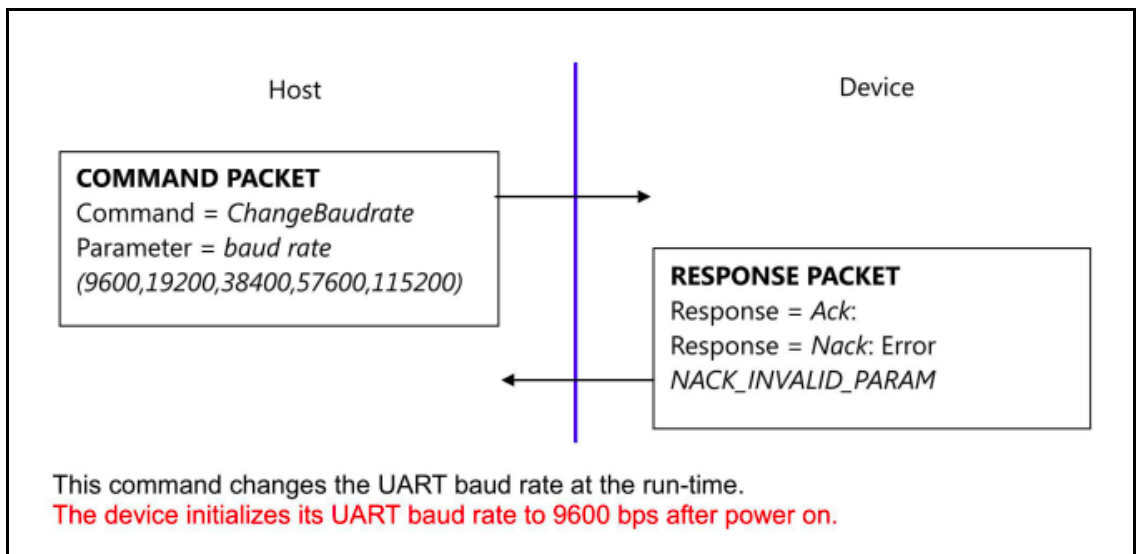 Host
Device
COMMAND PACKET
Command = ChangeBaudrate
Parameter = baud rate
(9600,19200,38400,57600,115200)
RESPONSE PACKET
Response = Ack:
Response = Nack: Error
NACK_INVALID_PARAM
This command changes the UART baud rate at the run-time.
The device initializes its UART baud rate to 9600 bps after power on.